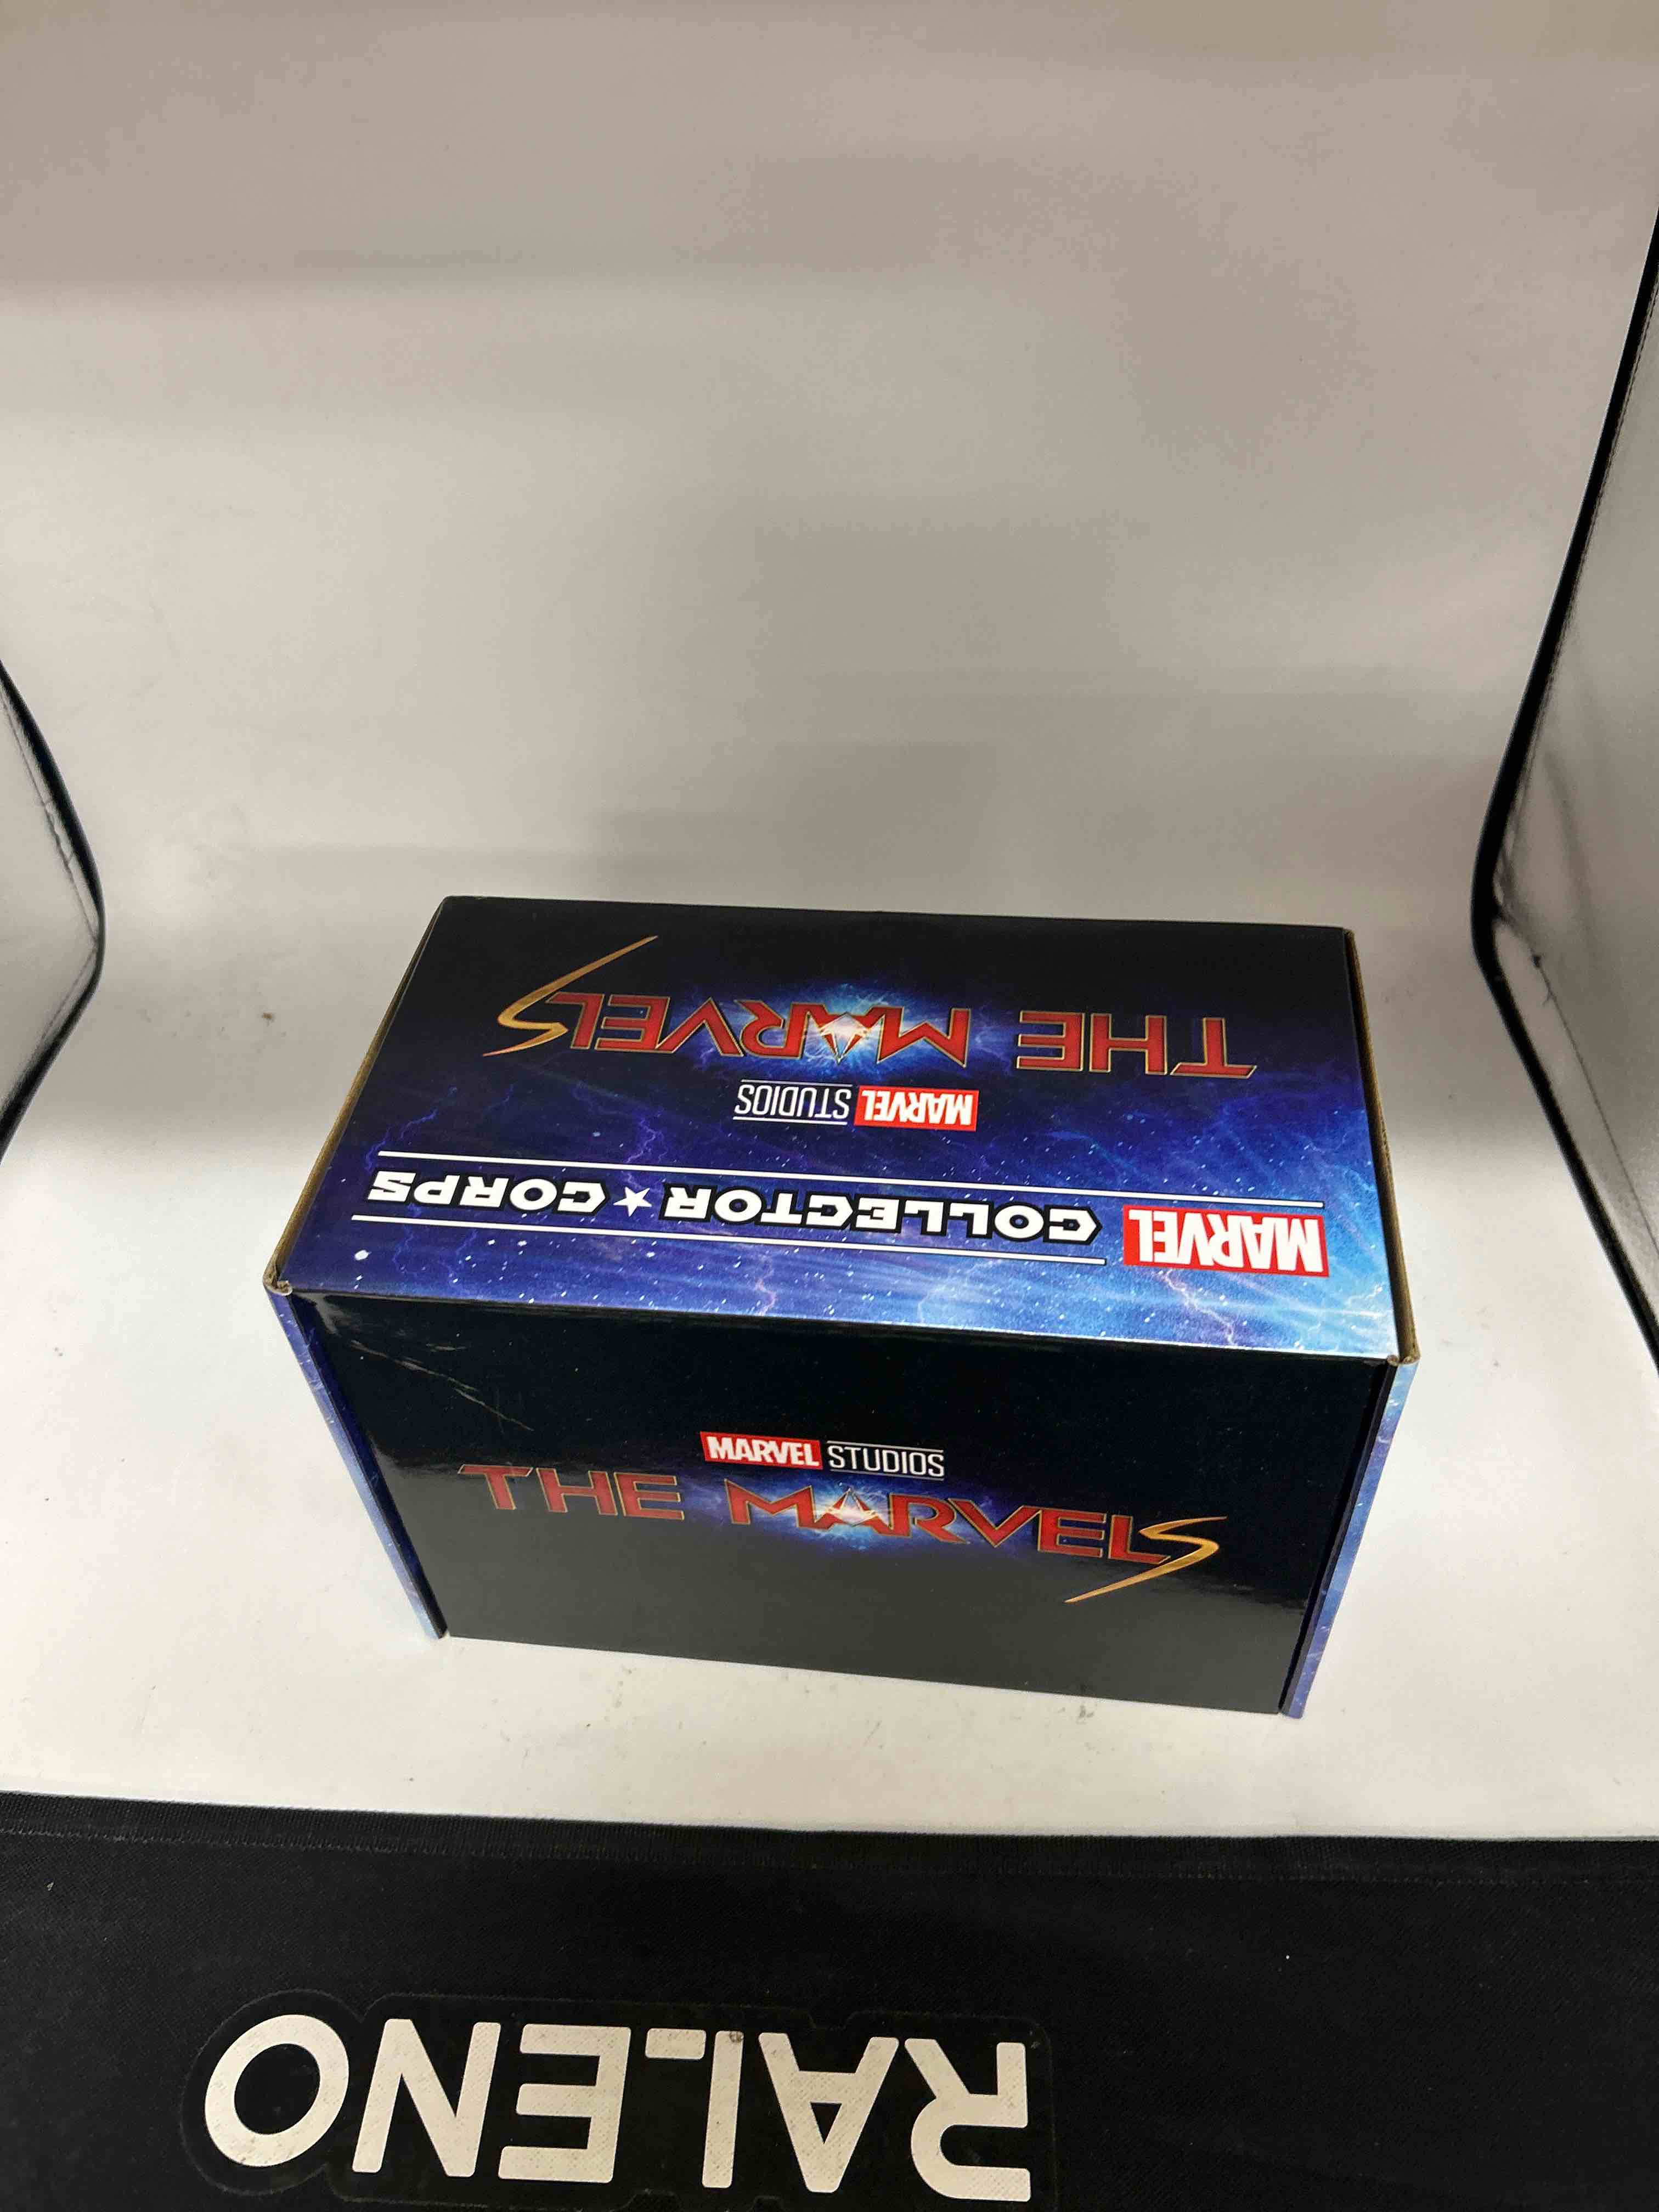 THE MARVELS
MARVEL STUDIOS
MARVEL COLLECTOR★CORPS
MARVEL STUDIOS
THE MARVELS
RALENO